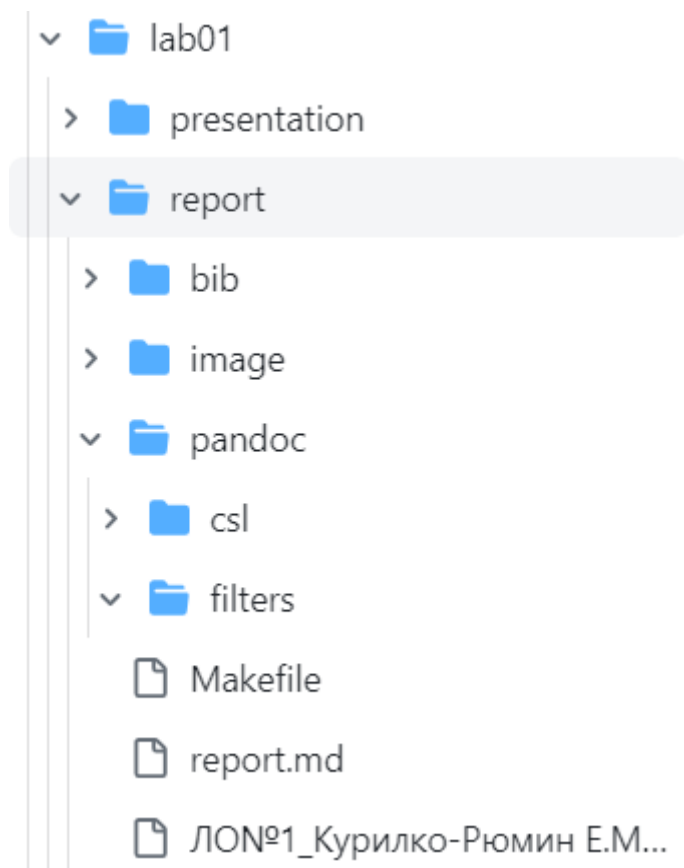 lab01
presentation
report
bib
image
pandoc
csl
filters
Makefile
report.md
ЛО№1_Курилко-Рюмин Е.М...